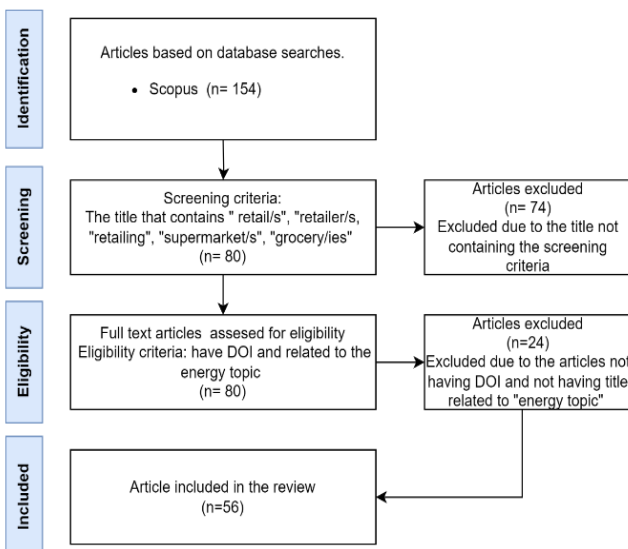 Identification
Articles based on database searches.
• Scopus (n= 154)
Screening
Screening criteria:
The title that contains " retail/s", "retailer/s,
"retailing", "supermarket/s", "grocery/ies"
(n= 80)
Articles excluded
(n= 74)
Excluded due to the title not
containing the screening
criteria
Eligibility
Full text articles assesed for eligibility
Eligibility criteria: have DOI and related to the
energy topic
(n= 80)
Articles excluded
(n=24)
Excluded due to the articles not
having DOI and not having title
related to "energy topic"
Included
Article included in the review
(n=56)